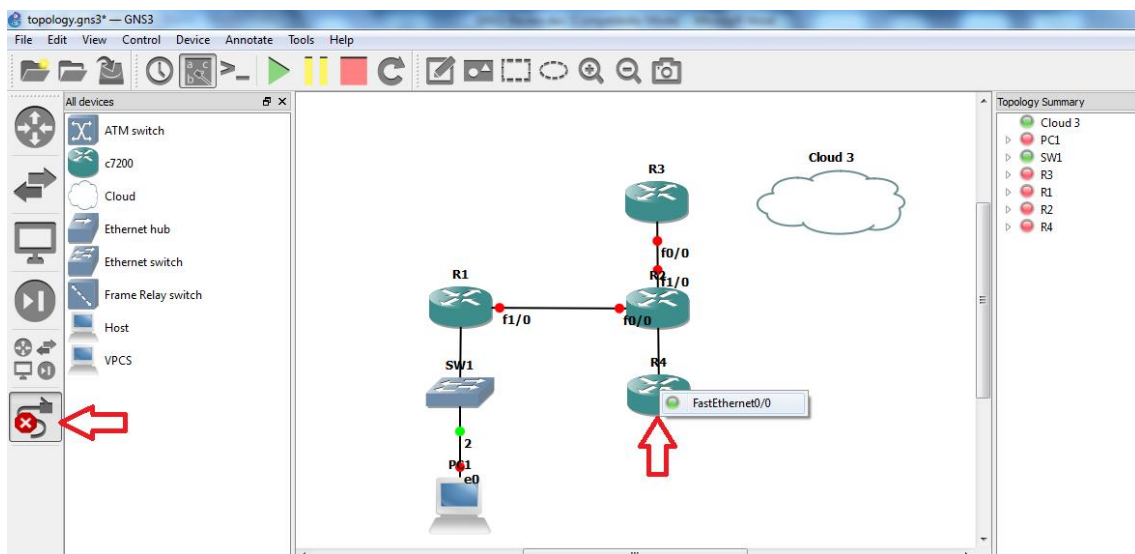 topology.gns3* — GNS3
File Edit View Control Device Annotate Tools Help
All devices
ATM switch
c7200
Cloud
Ethernet hub
Ethernet switch
Frame Relay switch
Host
VPCS
Cloud 3
R3
f0/0
R2
f1/0
R1
f1/0
f0/0
SW1
R4
FastEthernet0/0
2
PC1
e0
Topology Summary
Cloud 3
PC1
SW1
R3
R1
R2
R4